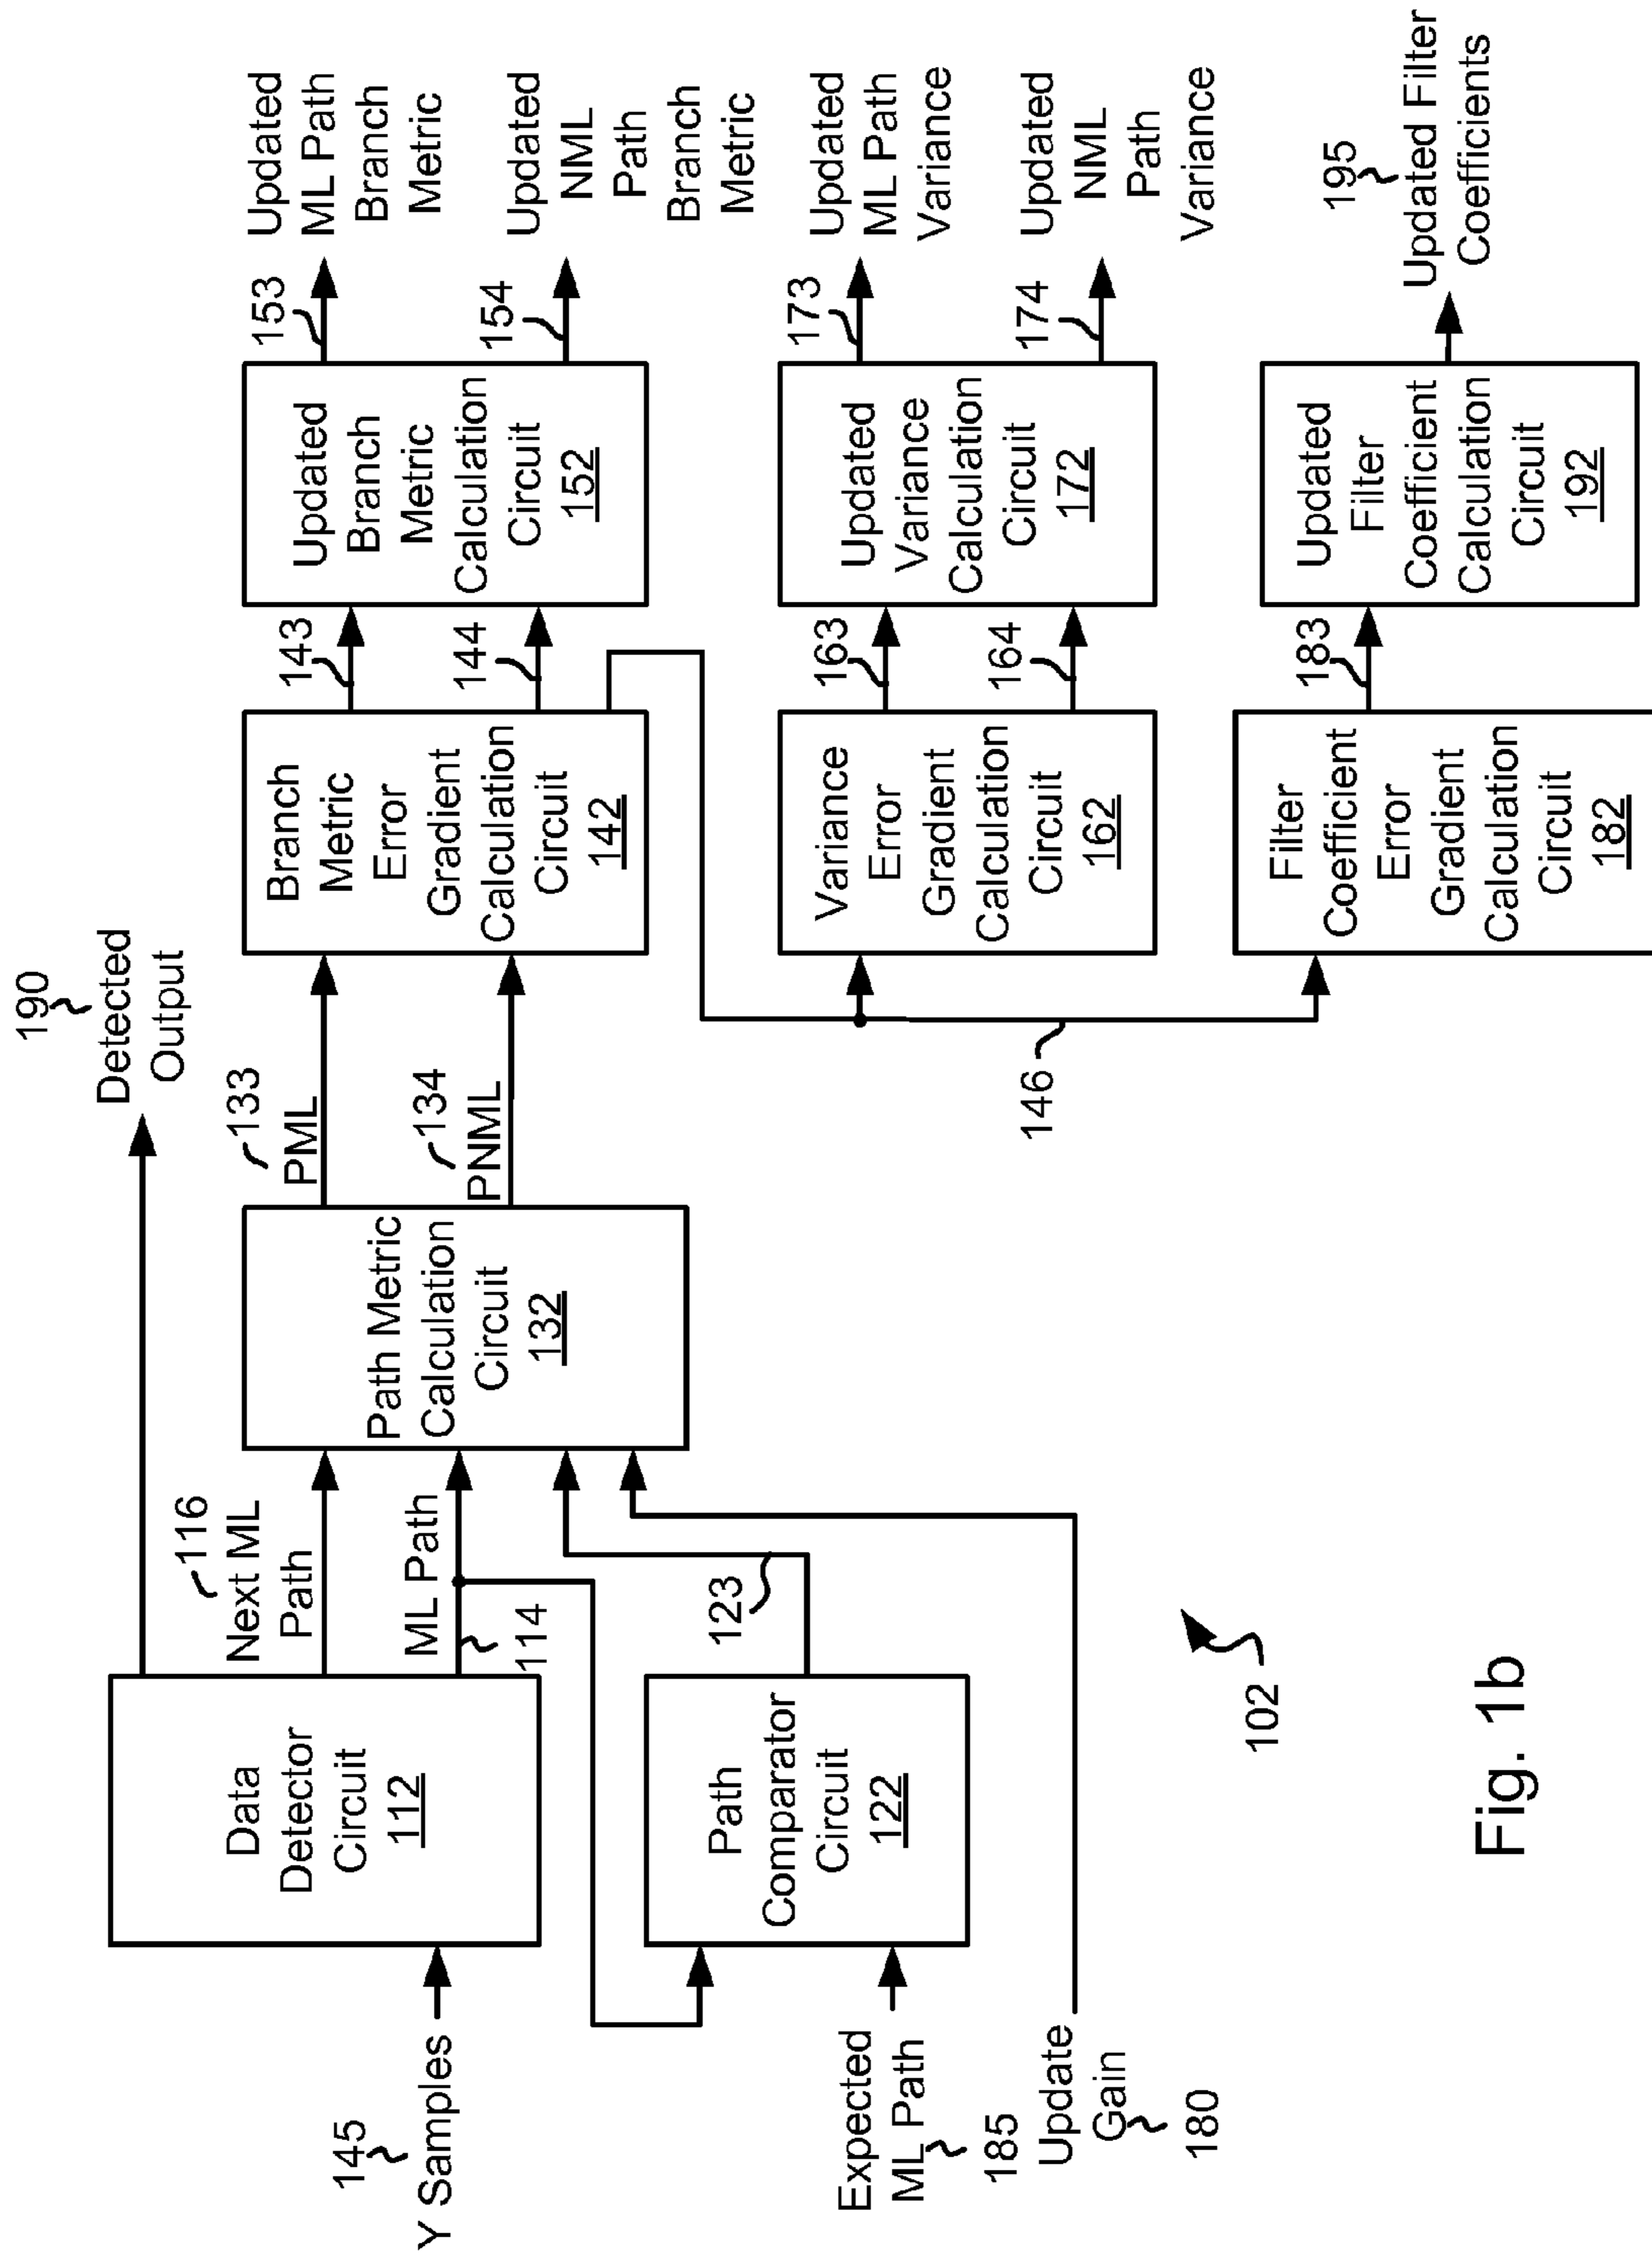 190
Detected
Output
116
Next ML
Path
ML Path
114
133
PML
134
PNML
145
Y Samples
Data
Detector
Circuit
112
Path Metric
Calculation
Circuit
132
Branch
Metric
Error
Gradient
Calculation
Circuit
142
143
144
Updated
Branch
Metric
Calculation
Circuit
152
153
154
Updated
ML Path
Branch
Metric
Updated
NML
Path
Branch
Metric
Expected
ML Path
185
Update
Gain
180
Path
Comparator
Circuit
122
123
146
Variance
Error
Gradient
Calculation
Circuit
162
163
164
Updated
Variance
Calculation
Circuit
172
173
174
Updated
ML Path
Variance
Updated
NML
Path
Variance
Filter
Coefficient
Error
Gradient
Calculation
Circuit
182
183
Updated
Filter
Coefficient
Calculation
Circuit
192
195
Updated Filter
Coefficients
102
Fig. 1b